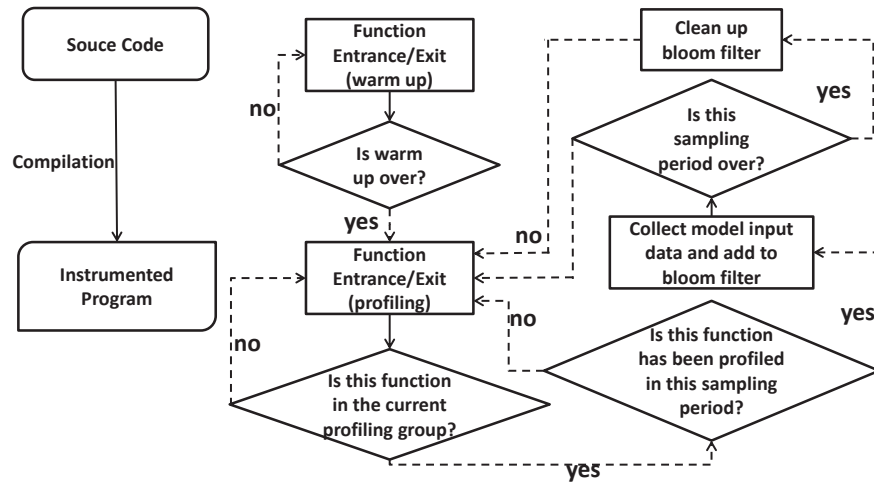 Souce Code
Compilation
Instrumented
Program
Function
Entrance/Exit
(warm up)
no
Is warm
up over?
yes
Function
Entrance/Exit
(profiling)
no
Is this function
in the current
profiling group?
yes
Clean up
bloom filter
yes
Is this
sampling
period over?
no
Collect model input
data and add to
bloom filter
yes
no
Is this function
has been profiled
in this sampling
period?